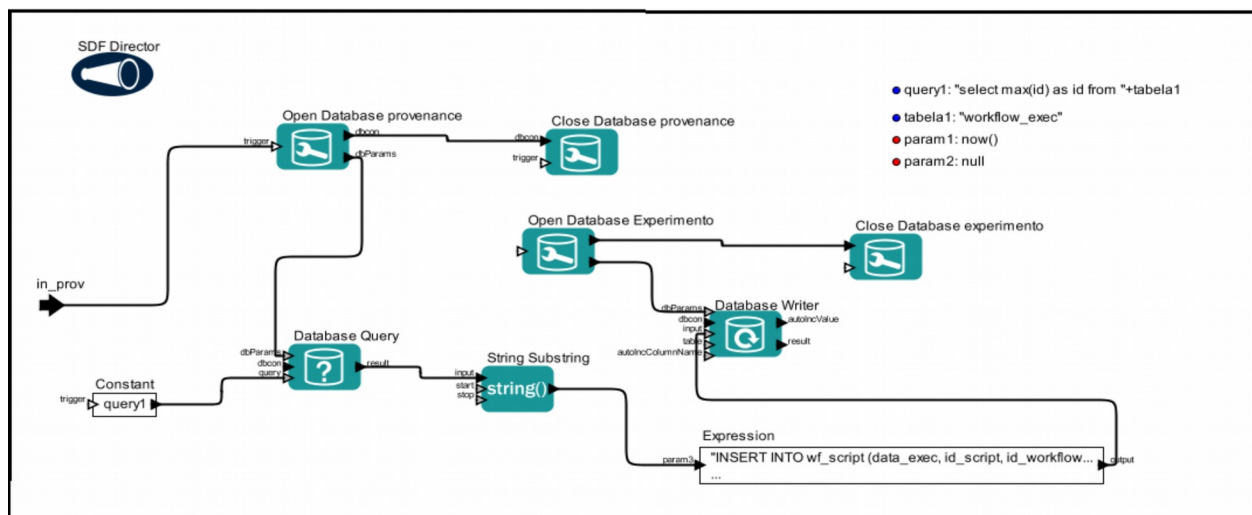 SDF Director
query1: "select max(id) as id from "+tabela1
tabela1: "workflow_exec"
param1: now()
param2: null
Open Database provenance
trigger
dbcon
dbParams
Close Database provenance
dbcon
trigger
Open Database Experimento
Close Database experimento
in_prov
Database Writer
dbParams
dbcon
input
table
autoIncColumnName
autoIncValue
result
Database Query
dbParams
dbcon
query
?
result
String Substring
input
start
stop
string()
Constant
trigger
query1
Expression
param3
"INSERT INTO wf_script (data_exec, id_script, id_workflow...
...
output